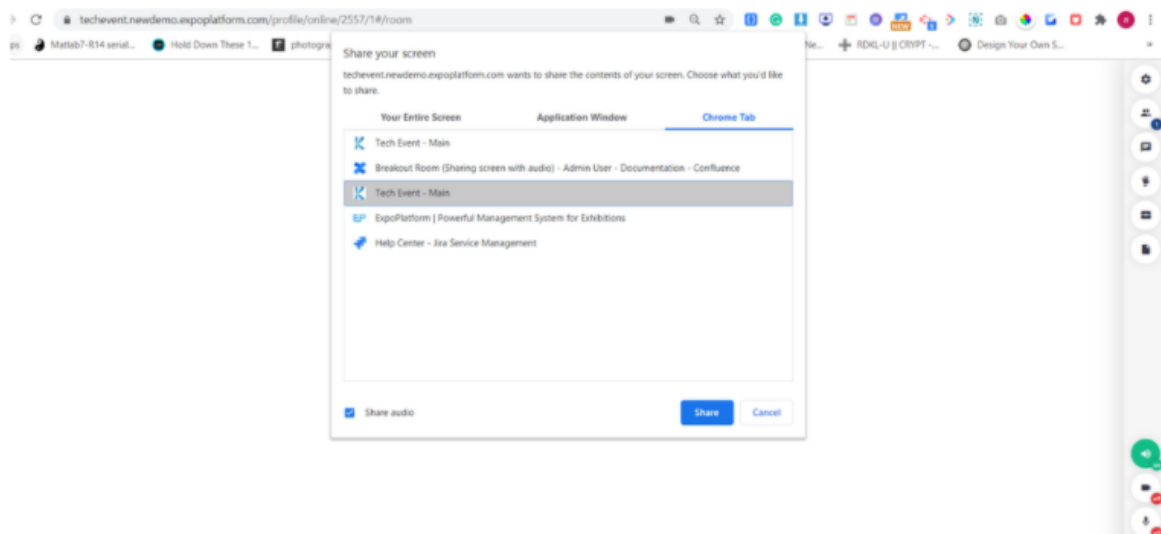 techevent.newdemo.expoplatform.com/profile/online/2557/1#/room
NEW
ps Matlab7-R14 serial... Hold Down These 1... photogra
Ne... RDKL-U || CRYPT -... Design Your Own S...
Share your screen
techevent.newdemo.expoplatform.com wants to share the contents of your screen. Choose what you'd like
to share.
Your Entire Screen Application Window Chrome Tab
Tech Event - Main
Breakout Room (Sharing screen with audio) - Admin User - Documentation - Confluence
Tech Event - Main
EP ExpoPlatform | Powerful Management System for Exhibitions
Help Center - Jira Service Management
Share audio Share Cancel